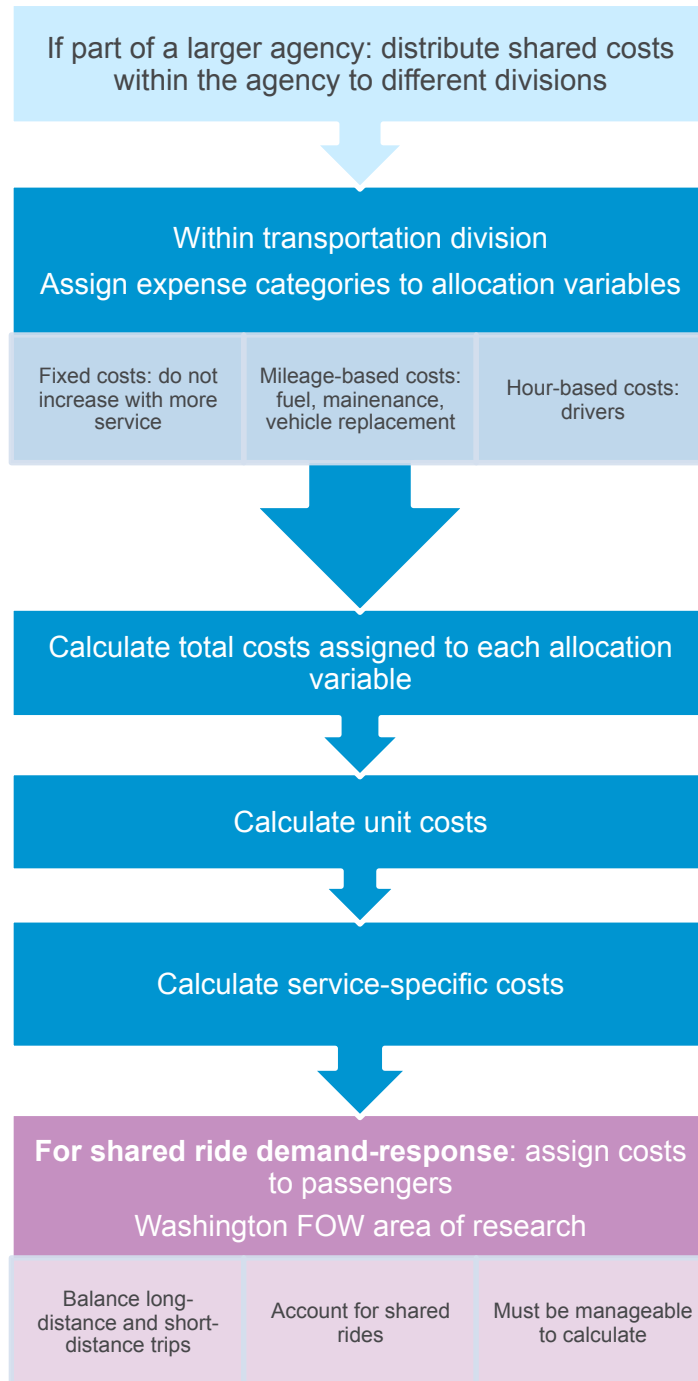 If part of a larger agency: distribute shared costs
within the agency to different divisions
Within transportation division
Assign expense categories to allocation variables
Fixed costs: do not
increase with more
service
Mileage-based costs:
fuel, mainenance,
vehicle replacement
Hour-based costs:
drivers
Calculate total costs assigned to each allocation
variable
Calculate unit costs
Calculate service-specific costs
For shared ride demand-response: assign costs
to passengers
Washington FOW area of research
Balance long-
distance and short-
distance trips
Account for shared
rides
Must be manageable
to calculate